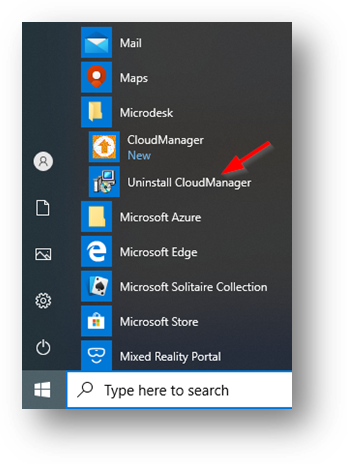 Mail
Maps
Microdesk
CloudManager
New
Uninstall CloudManager
Microsoft Azure
Microsoft Edge
Microsoft Solitaire Collection
Microsoft Store
Mixed Reality Portal
Type here to search